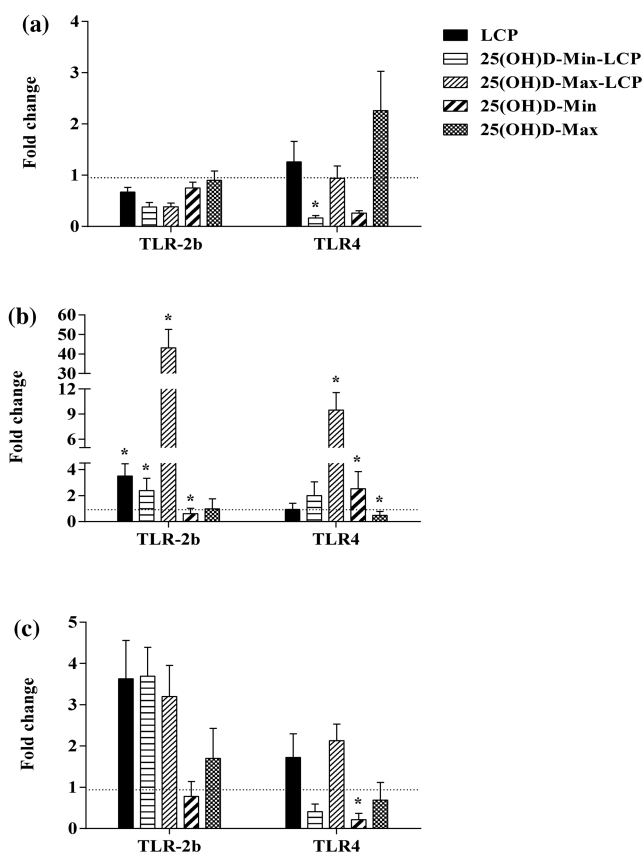 (a)
4
3
2
1
0
Fold change
TLR-2b TLR4
LCP
25(OH)D-Min-LCP
25(OH)D-Max-LCP
25(OH)D-Min
25(OH)D-Max
*
(b)
60
50
40
30
12
9
6
4
2
0
Fold change
* * * * * * * *
TLR-2b TLR4
(c)
5
4
3
2
1
0
Fold change
*
TLR-2b TLR4